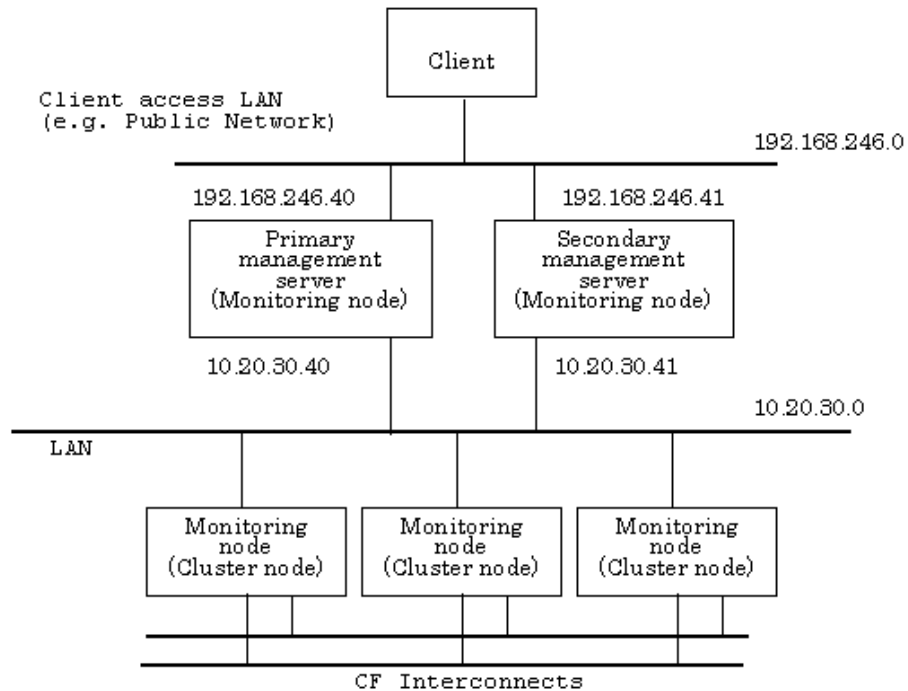 Client
Client access LAN
(e.g. Public Network)
192.168.246.0
192.168.246.40
192.168.246.41
Primary
management
server
(Monitoring node)
Secondary
management
server
(Monitoring node)
10.20.30.40
10.20.30.41
10.20.30.0
LAN
Monitoring
node
(Cluster node)
Monitoring
node
(Cluster node)
Monitoring
node
(Cluster node)
CF Interconnects